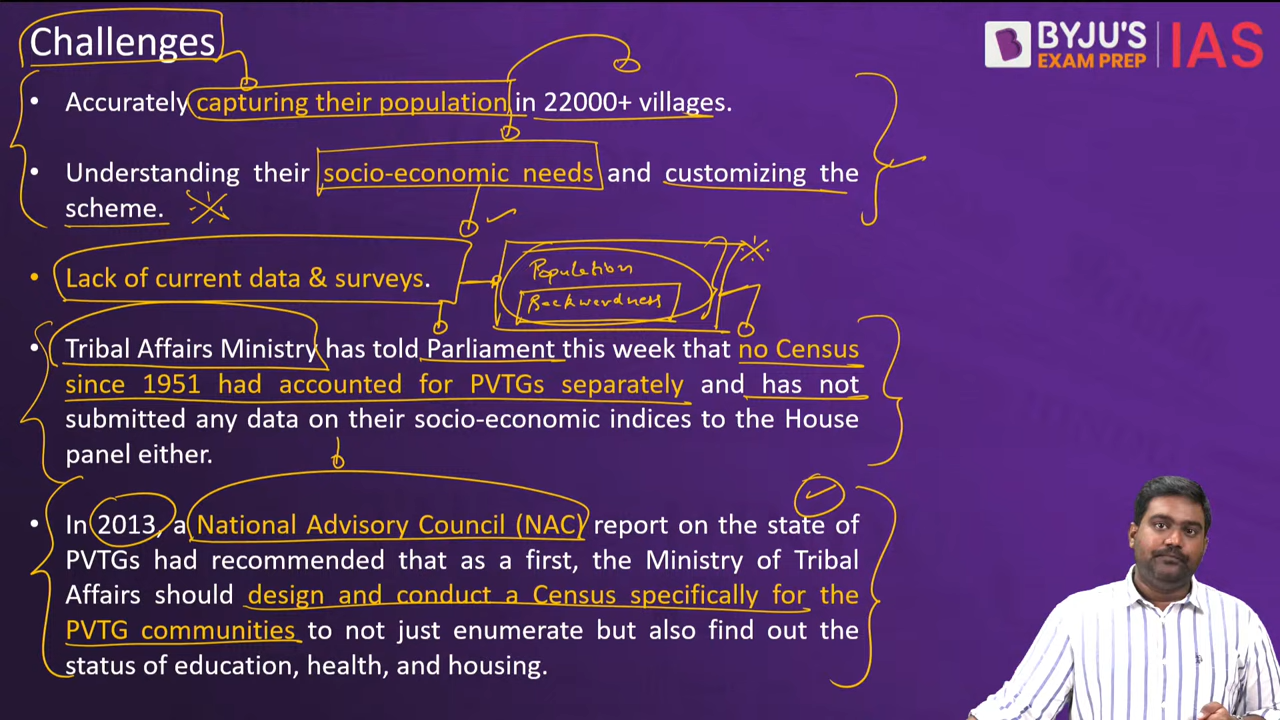 Challenges
BYJU'S
EXAM PREP
IAS
• Accurately capturing their population in 22000+ villages.
• Understanding their socio-economic needs and customizing the
scheme.
• Lack of current data & surveys.
Population
Backwardness
• Tribal Affairs Ministry has told Parliament this week that no Census
since 1951 had accounted for PVTGs separately and has not
submitted any data on their socio-economic indices to the House
panel either.
• In 2013, a National Advisory Council (NAC) report on the state of
PVTGs had recommended that as a first, the Ministry of Tribal
Affairs should design and conduct a Census specifically for the
PVTG communities to not just enumerate but also find out the
status of education, health, and housing.